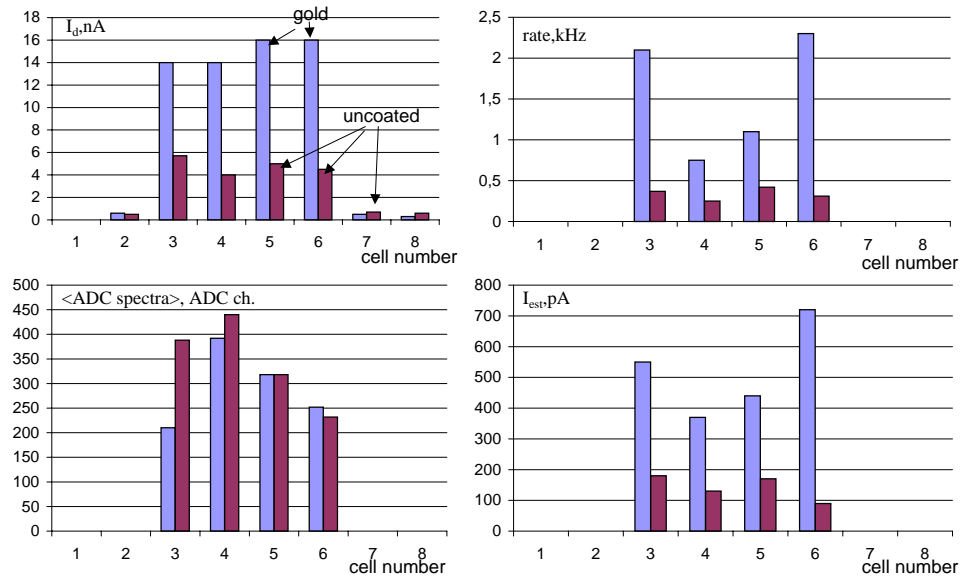 I_d,nA
gold
uncoated
18
16
14
12
10
8
6
4
2
0
1 2 3 4 5 6 7 8
cell number
rate,kHz
2,5
2
1,5
1
0,5
0
1 2 3 4 5 6 7 8
cell number
<ADC spectra>, ADC ch.
500
450
400
350
300
250
200
150
100
50
0
1 2 3 4 5 6 7 8
cell number
I_est,pA
800
700
600
500
400
300
200
100
0
1 2 3 4 5 6 7 8
cell number